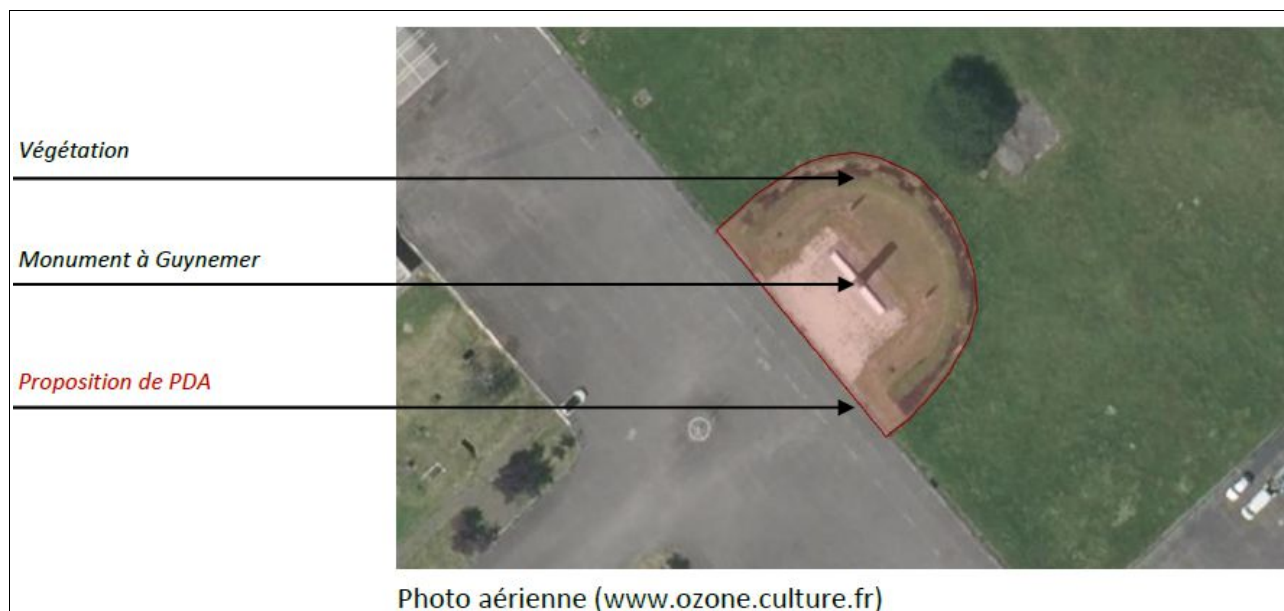 Végétation
Monument à Guynemer
Proposition de PDA
Photo aérienne (www.ozone.culture.fr)